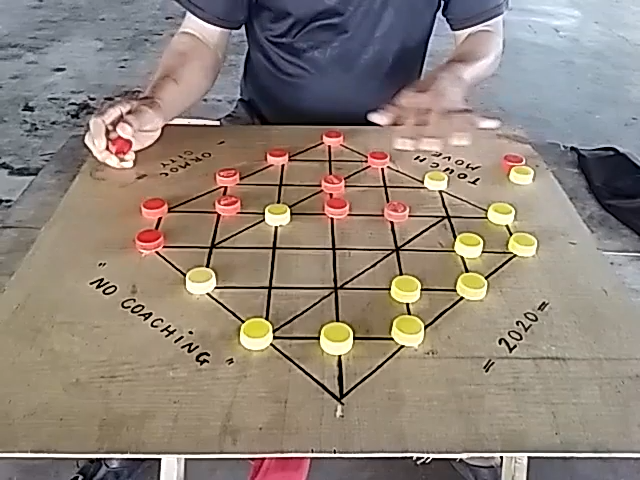 ORMOC
CITY
TOUCH
MOVE
"NO COACHING"
= 2020 =